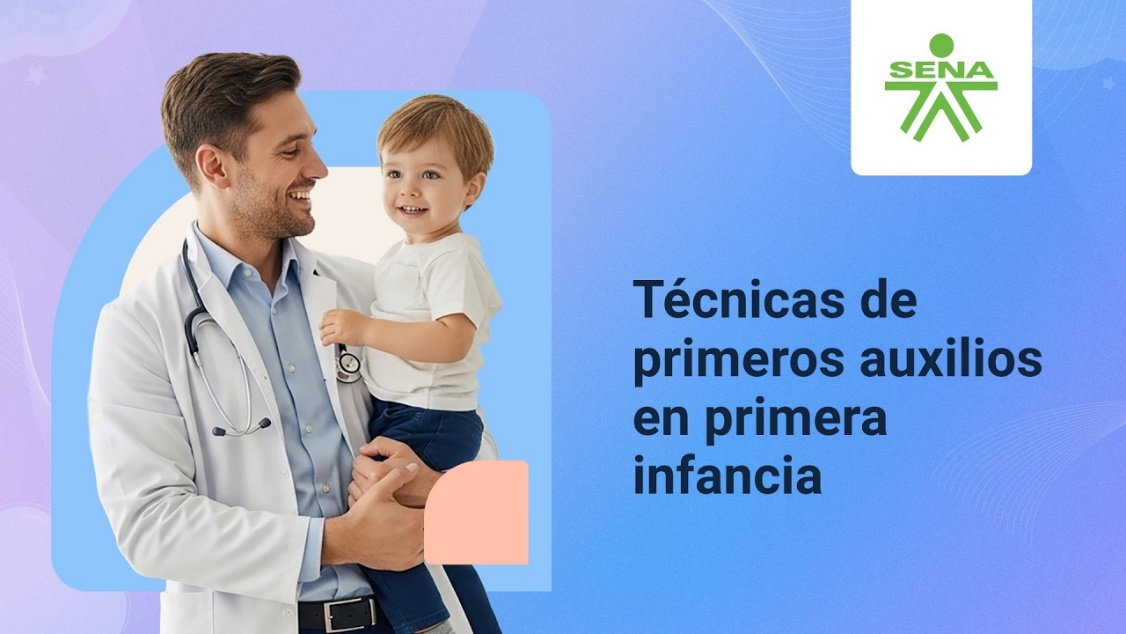 SENA
Técnicas de
primeros auxilios
en primera
infancia